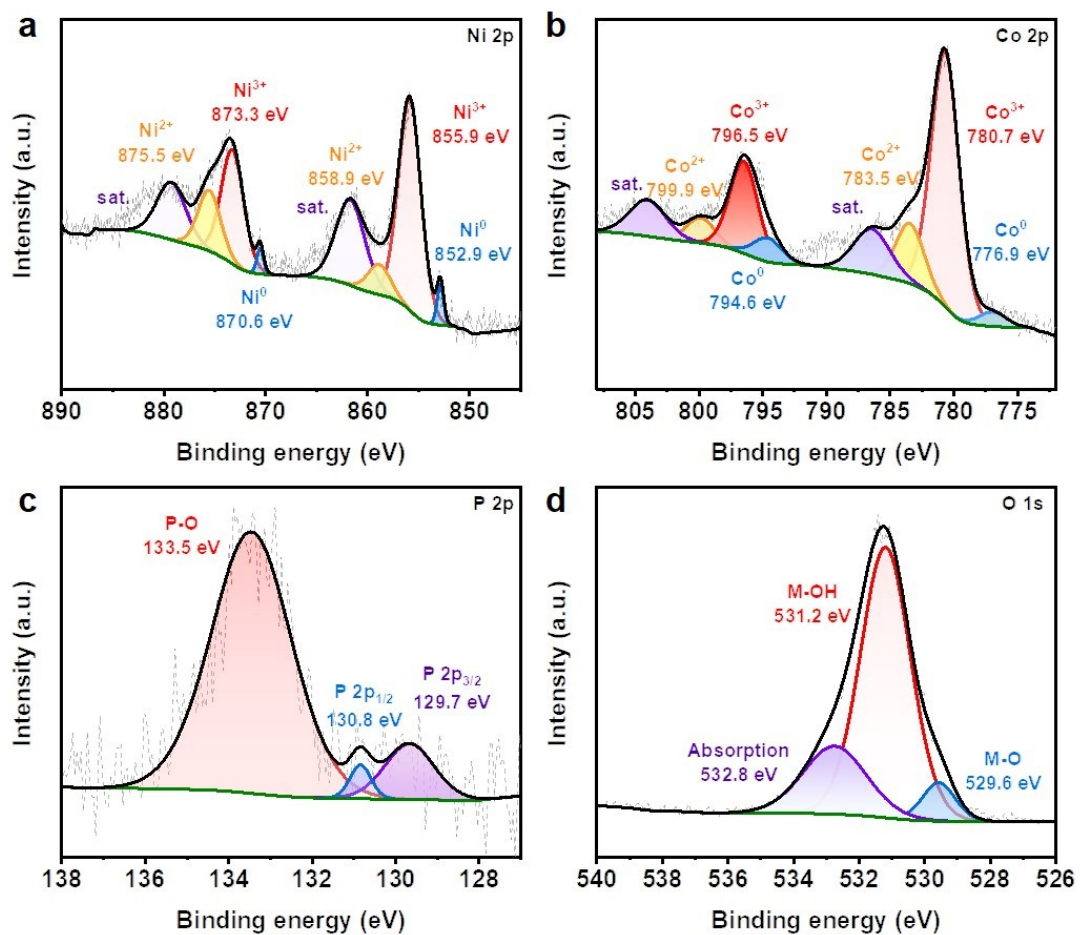 a
Ni 2p
Ni³⁺
873.3 eV
Ni³⁺
855.9 eV
Ni²⁺
875.5 eV
Ni²⁺
858.9 eV
sat.
sat.
Ni⁰
852.9 eV
Ni⁰
870.6 eV
Intensity (a.u.)
890 880 870 860 850
Binding energy (eV)
b
Co 2p
Co³⁺
796.5 eV
Co³⁺
780.7 eV
Co²⁺
799.9 eV
Co²⁺
783.5 eV
sat.
sat.
Co⁰
776.9 eV
Co⁰
794.6 eV
Intensity (a.u.)
805 800 795 790 785 780 775
Binding energy (eV)
c
P 2p
P-O
133.5 eV
P 2p₁/₂
130.8 eV
P 2p₃/₂
129.7 eV
Intensity (a.u.)
138 136 134 132 130 128
Binding energy (eV)
d
O 1s
M-OH
531.2 eV
Absorption
532.8 eV
M-O
529.6 eV
Intensity (a.u.)
540 538 536 534 532 530 528 526
Binding energy (eV)